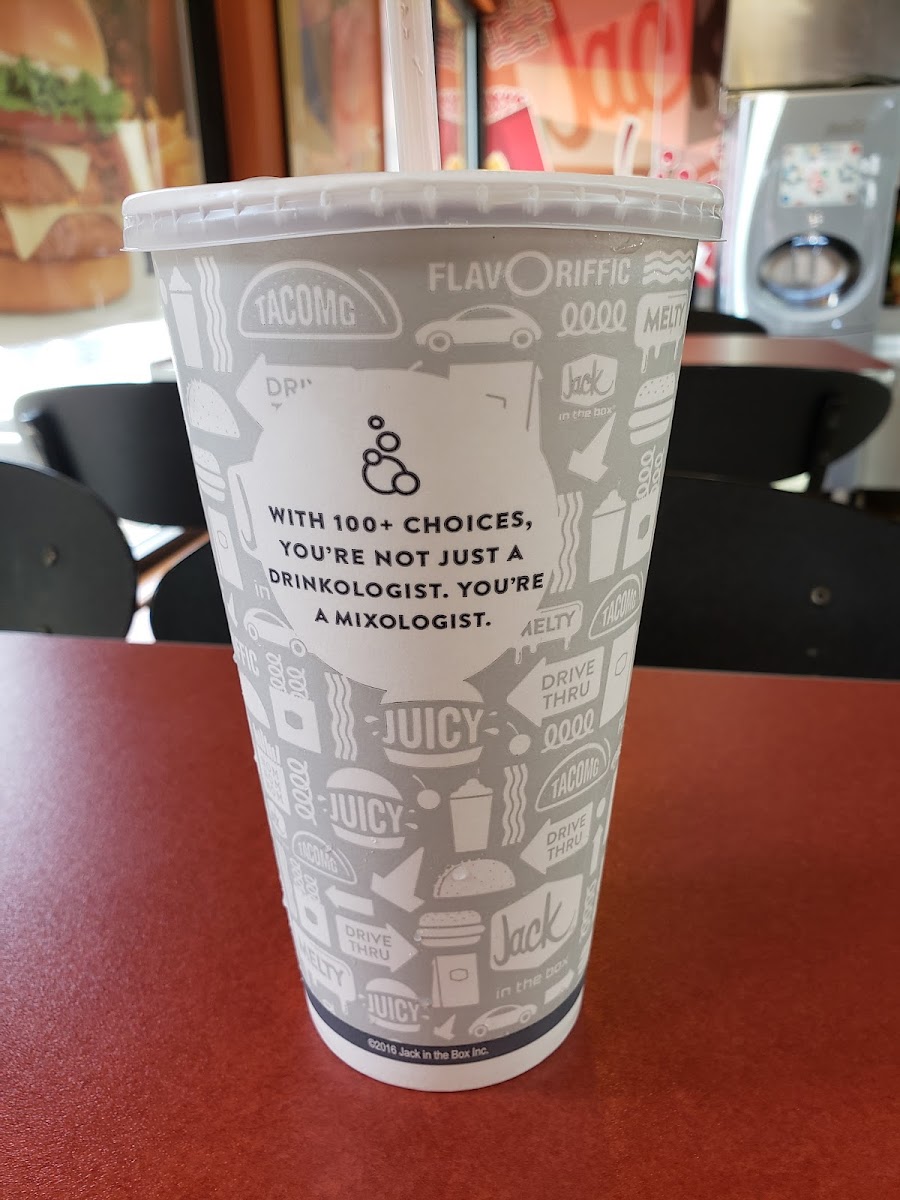 TACOMG
FLAVORIFFIC
MELTY
Jack
in the box
WITH 100+ CHOICES,
YOU'RE NOT JUST A
DRINKOLOGIST. YOU'RE
A MIXOLOGIST.
TACOMG
MELTY
DRIVE
THRU
JUICY
TACOMG
JUICY
DRIVE
THRU
TACOMG
DRIVE
THRU
Jack
in the box
MELTY
JUICY
©2016 Jack in the Box Inc.